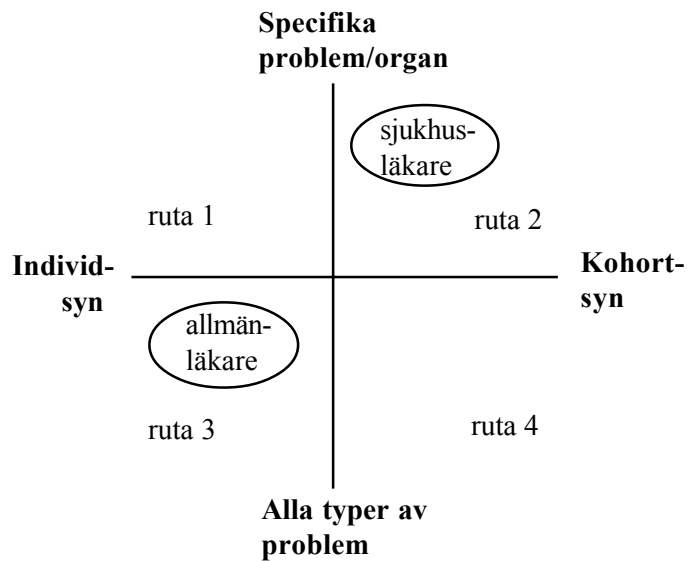 Specifika
problem/organ
sjukhus-
läkare
ruta 1
ruta 2
Individ-
syn
Kohort-
syn
allmän-
läkare
ruta 3
ruta 4
Alla typer av
problem